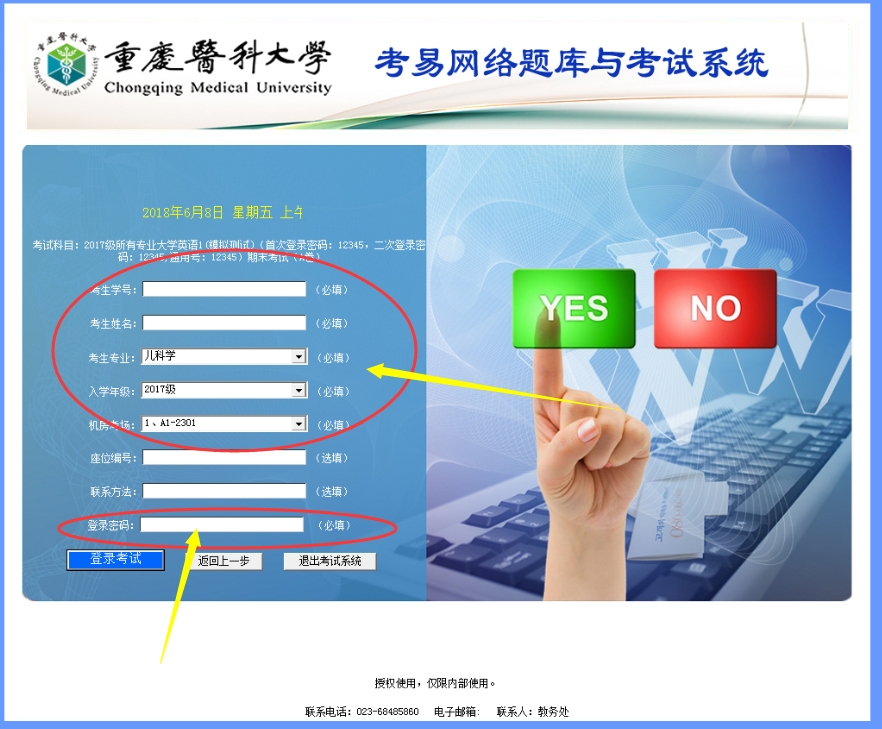 重慶醫科大學
Chongqing Medical University
考易网络题库与考试系统
2018年6月8日 星期五 上午
考试科目：2017级所有专业大学英语1(模拟测试)（首次登录密码：12345，二次登录密
码：12345,通用号：12345）期末考试（A卷）
考生学号： （必填）
考生姓名： （必填）
考生专业： 儿科学 （必填）
入学年级： 2017级 （必填）
机房考场： 1、A1-2301 （必填）
座位编号： （选填）
联系方法： （选填）
登录密码： （必填）
登录考试 返回上一步 退出考试系统
YES NO
授权使用，仅限内部使用。
联系电话：023-68485860 电子邮箱： 联系人：教务处